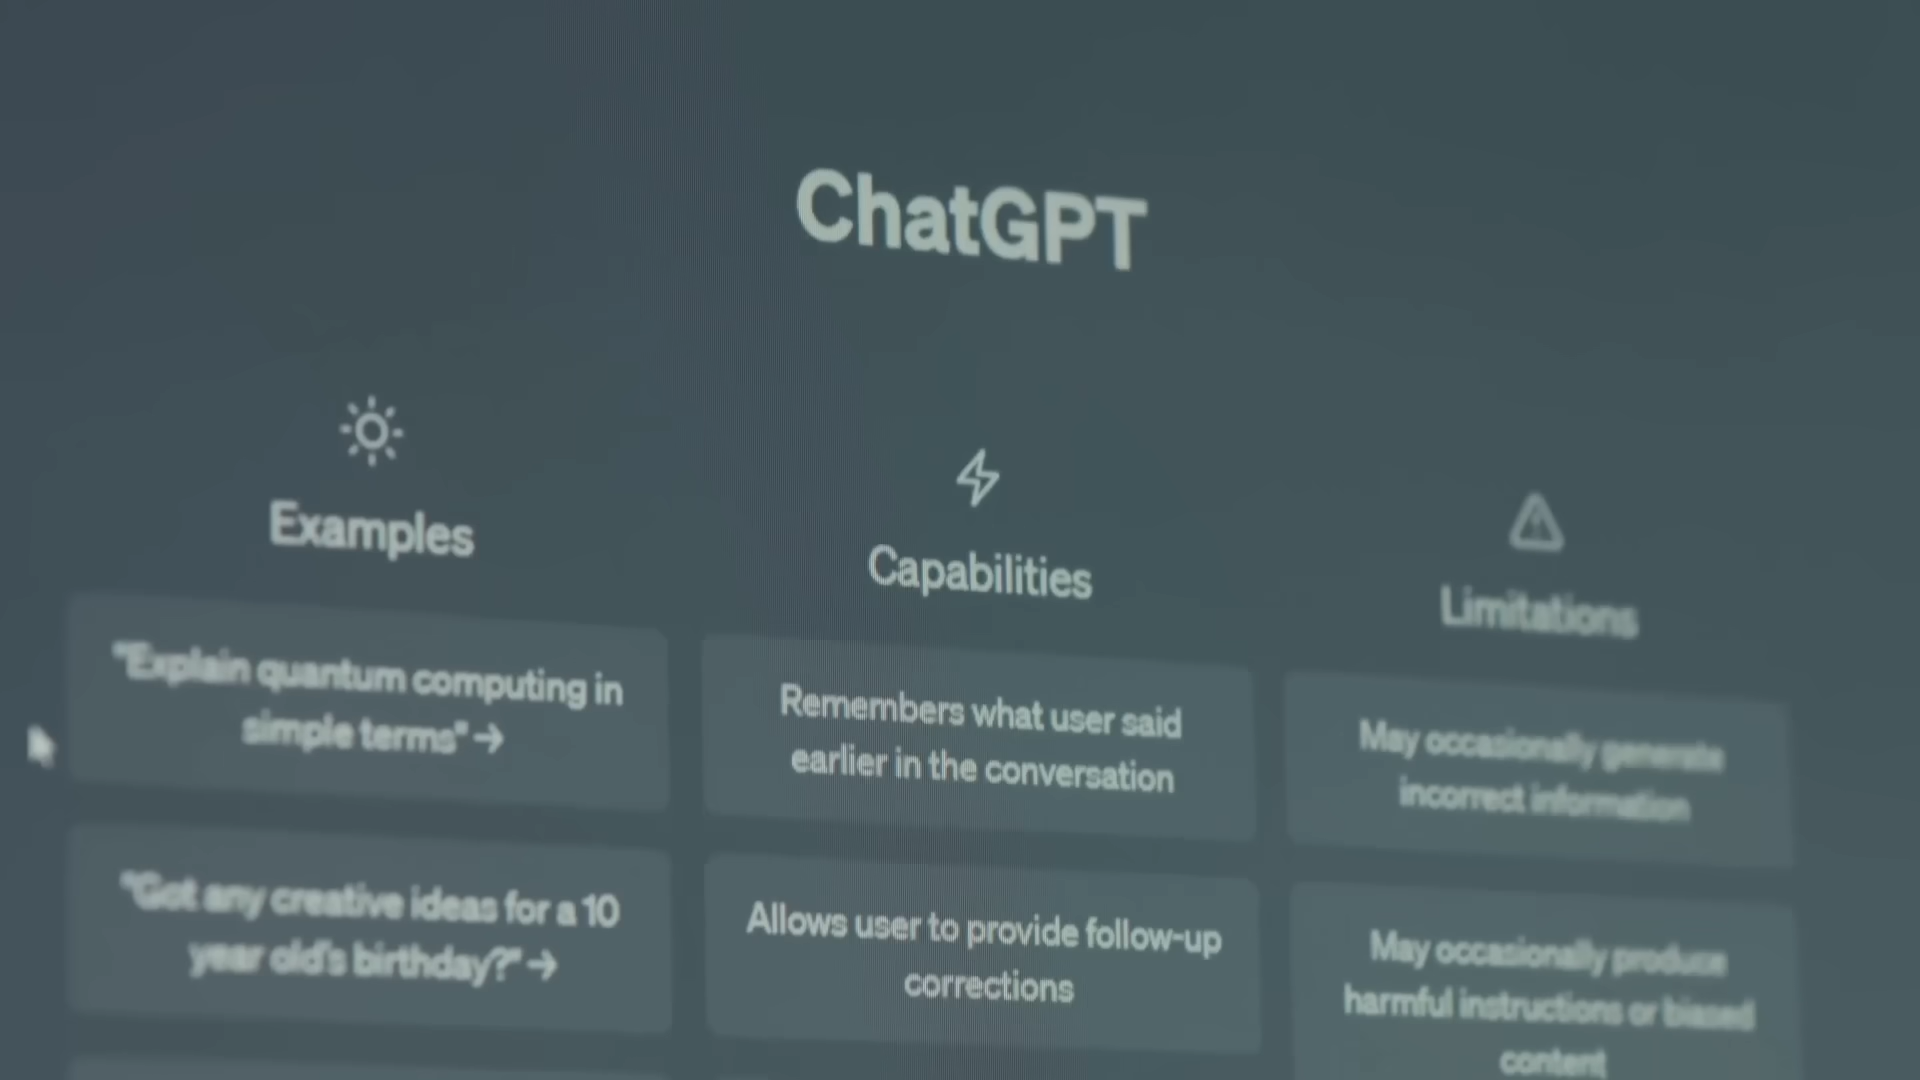 ChatGPT
Examples
"Explain quantum computing in
simple terms" →
"Got any creative ideas for a 10
year old's birthday?" →
Capabilities
Remembers what user said
earlier in the conversation
Allows user to provide follow-up
corrections
Limitations
May occasionally generate
incorrect information
May occasionally produce
harmful instructions or biased
content